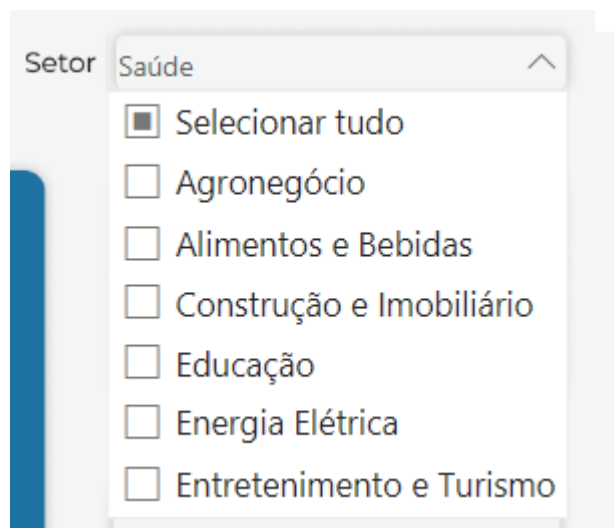 Setor Saúde
Selecionar tudo
Agronegócio
Alimentos e Bebidas
Construção e Imobiliário
Educação
Energia Elétrica
Entretenimento e Turismo